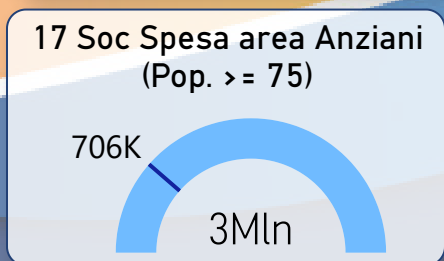 17 Soc Spesa area Anziani
(Pop. >= 75)
706K
3Mln